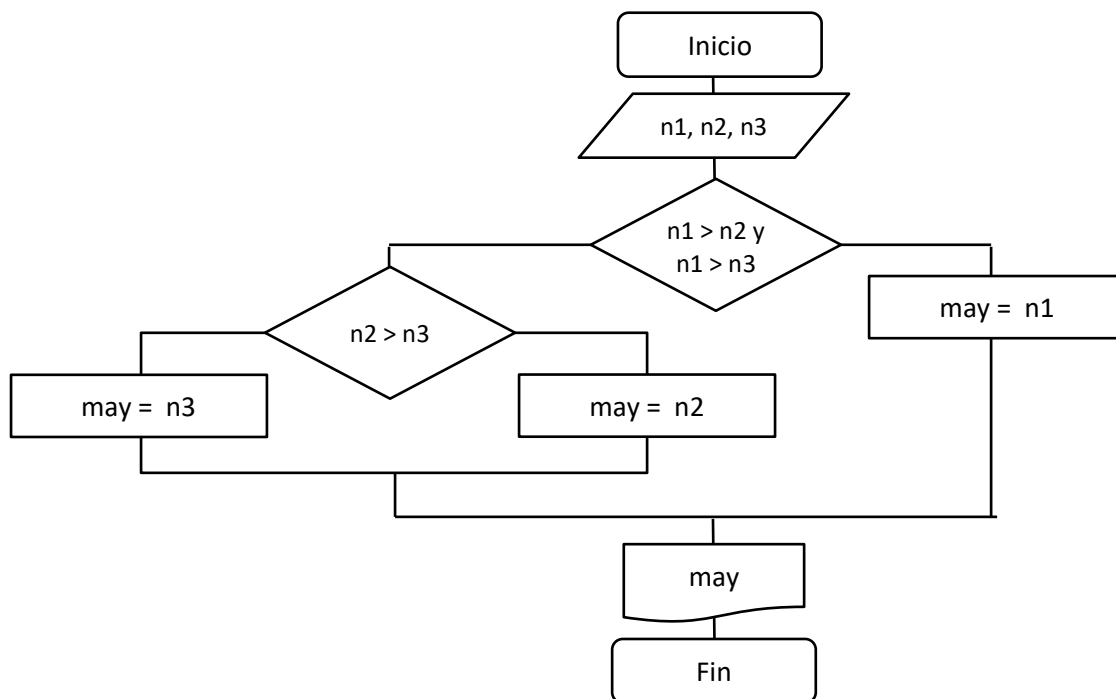 Inicio
n1, n2, n3
n1 > n2 y
n1 > n3
may = n1
n2 > n3
may = n3
may = n2
may
Fin